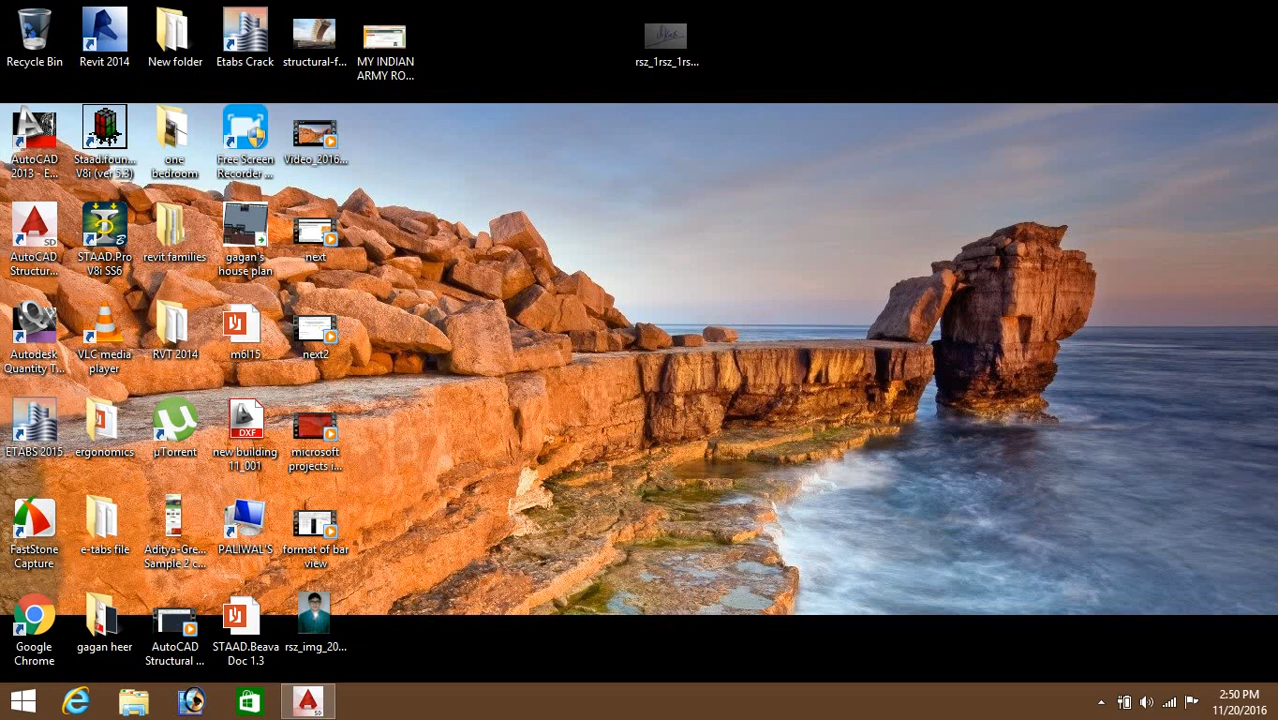 Recycle Bin
Revit 2014
New folder
Etabs Crack
structural-f...
MY INDIAN
ARMY RO...
rsz_1rsz_1rs...
AutoCAD
2013 - E...
Staad.foun...
V8i (ver 5.3)
one
bedroom
Free Screen
Recorder ...
Video_2016...
SD
AutoCAD
Structur...
STAAD.Pro
V8i SS6
revit families
gagan's
house plan
next
Autodesk
Quantity T...
VLC media
player
RVT 2014
m6l15
next2
ETABS 2015
ergonomics
µTorrent
DXF
new building
11_001
microsoft
projects i...
FastStone
Capture
e-tabs file
Aditya-Gre...
Sample 2 c...
PALIWAL'S
format of bar
view
Google
Chrome
gagan heer
AutoCAD
Structural ...
STAAD.Beava
Doc 1.3
rsz_img_20...
SD
2:50 PM
11/20/2016